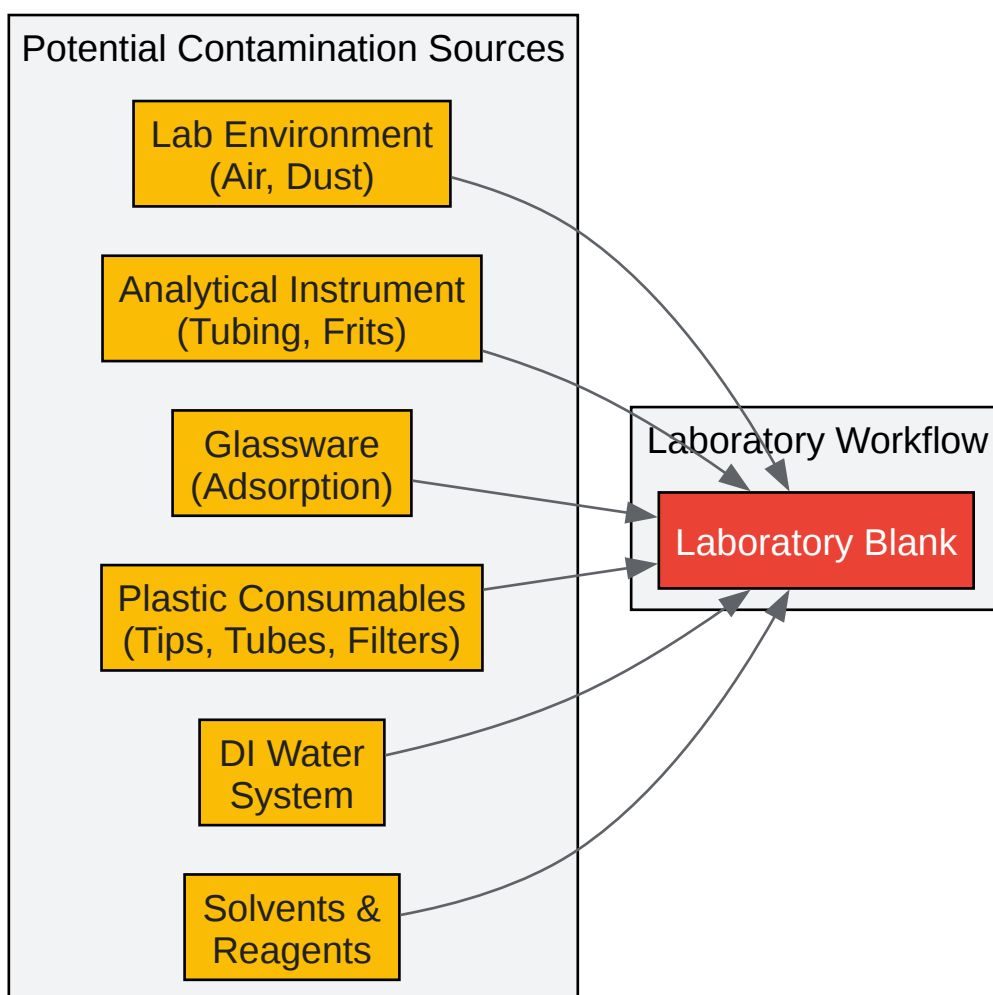 Potential Contamination Sources
Lab Environment
(Air, Dust)
Analytical Instrument
(Tubing, Frits)
Glassware
(Adsorption)
Plastic Consumables
(Tips, Tubes, Filters)
DI Water
System
Solvents &
Reagents
Laboratory Workflow
Laboratory Blank